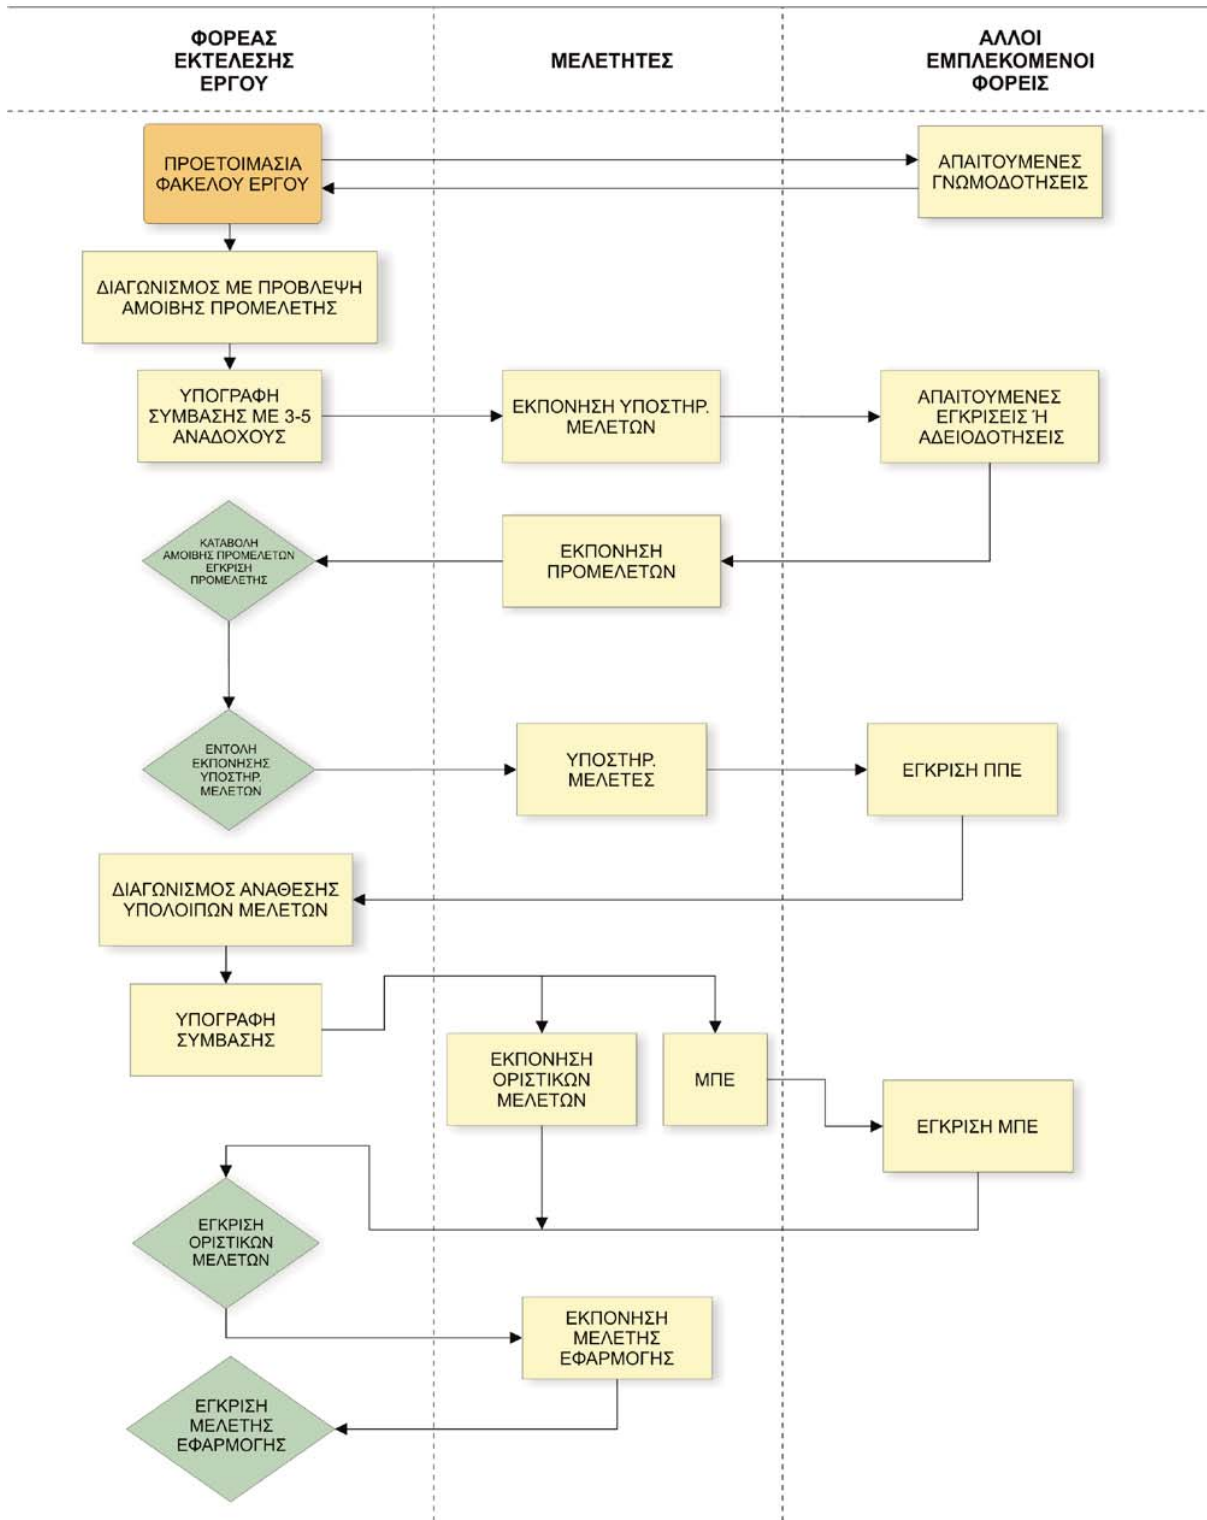 ΦΟΡΕΑΣ
ΕΚΤΕΛΕΣΗΣ
ΕΡΓΟΥ
ΜΕΛΕΤΗΤΕΣ
ΑΛΛΟΙ
ΕΜΠΛΕΚΟΜΕΝΟΙ
ΦΟΡΕΙΣ
ΠΡΟΕΤΟΙΜΑΣΙΑ
ΦΑΚΕΛΟΥ ΕΡΓΟΥ
ΑΠΑΙΤΟΥΜΕΝΕΣ
ΓΝΩΜΟΔΟΤΗΣΕΙΣ
ΔΙΑΓΩΝΙΣΜΟΣ ΜΕ ΠΡΟΒΛΕΨΗ
ΑΜΟΙΒΗΣ ΠΡΟΜΕΛΕΤΗΣ
ΥΠΟΓΡΑΦΗ
ΣΥΜΒΑΣΗΣ ΜΕ 3-5
ΑΝΑΔΟΧΟΥΣ
ΕΚΠΟΝΗΣΗ ΥΠΟΣΤΗΡ.
ΜΕΛΕΤΩΝ
ΑΠΑΙΤΟΥΜΕΝΕΣ
ΕΓΚΡΙΣΕΙΣ Ή
ΑΔΕΙΟΔΟΤΗΣΕΙΣ
ΚΑΤΑΒΟΛΗ
ΑΜΟΙΒΗΣ ΠΡΟΜΕΛΕΤΩΝ
ΕΓΚΡΙΣΗ
ΠΡΟΜΕΛΕΤΗΣ
ΕΚΠΟΝΗΣΗ
ΠΡΟΜΕΛΕΤΩΝ
ΕΝΤΟΛΗ
ΕΚΠΟΝΗΣΗΣ
ΥΠΟΣΤΗΡ.
ΜΕΛΕΤΩΝ
ΥΠΟΣΤΗΡ.
ΜΕΛΕΤΕΣ
ΕΓΚΡΙΣΗ ΠΠΕ
ΔΙΑΓΩΝΙΣΜΟΣ ΑΝΑΘΕΣΗΣ
ΥΠΟΛΟΙΠΩΝ ΜΕΛΕΤΩΝ
ΥΠΟΓΡΑΦΗ
ΣΥΜΒΑΣΗΣ
ΕΚΠΟΝΗΣΗ
ΟΡΙΣΤΙΚΩΝ
ΜΕΛΕΤΩΝ
ΜΠΕ
ΕΓΚΡΙΣΗ ΜΠΕ
ΕΓΚΡΙΣΗ
ΟΡΙΣΤΙΚΩΝ
ΜΕΛΕΤΩΝ
ΕΚΠΟΝΗΣΗ
ΜΕΛΕΤΗΣ
ΕΦΑΡΜΟΓΗΣ
ΕΓΚΡΙΣΗ
ΜΕΛΕΤΗΣ
ΕΦΑΡΜΟΓΗΣ